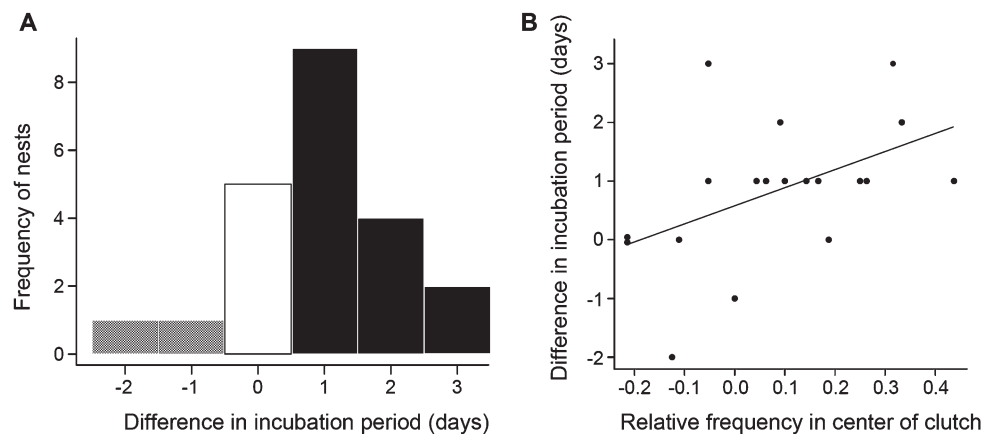 A
Frequency of nests
8
6
4
2
0
-2 -1 0 1 2 3
Difference in incubation period (days)
B
Difference in incubation period (days)
3
2
1
0
-1
-2
-0.2 -0.1 0.0 0.1 0.2 0.3 0.4
Relative frequency in center of clutch